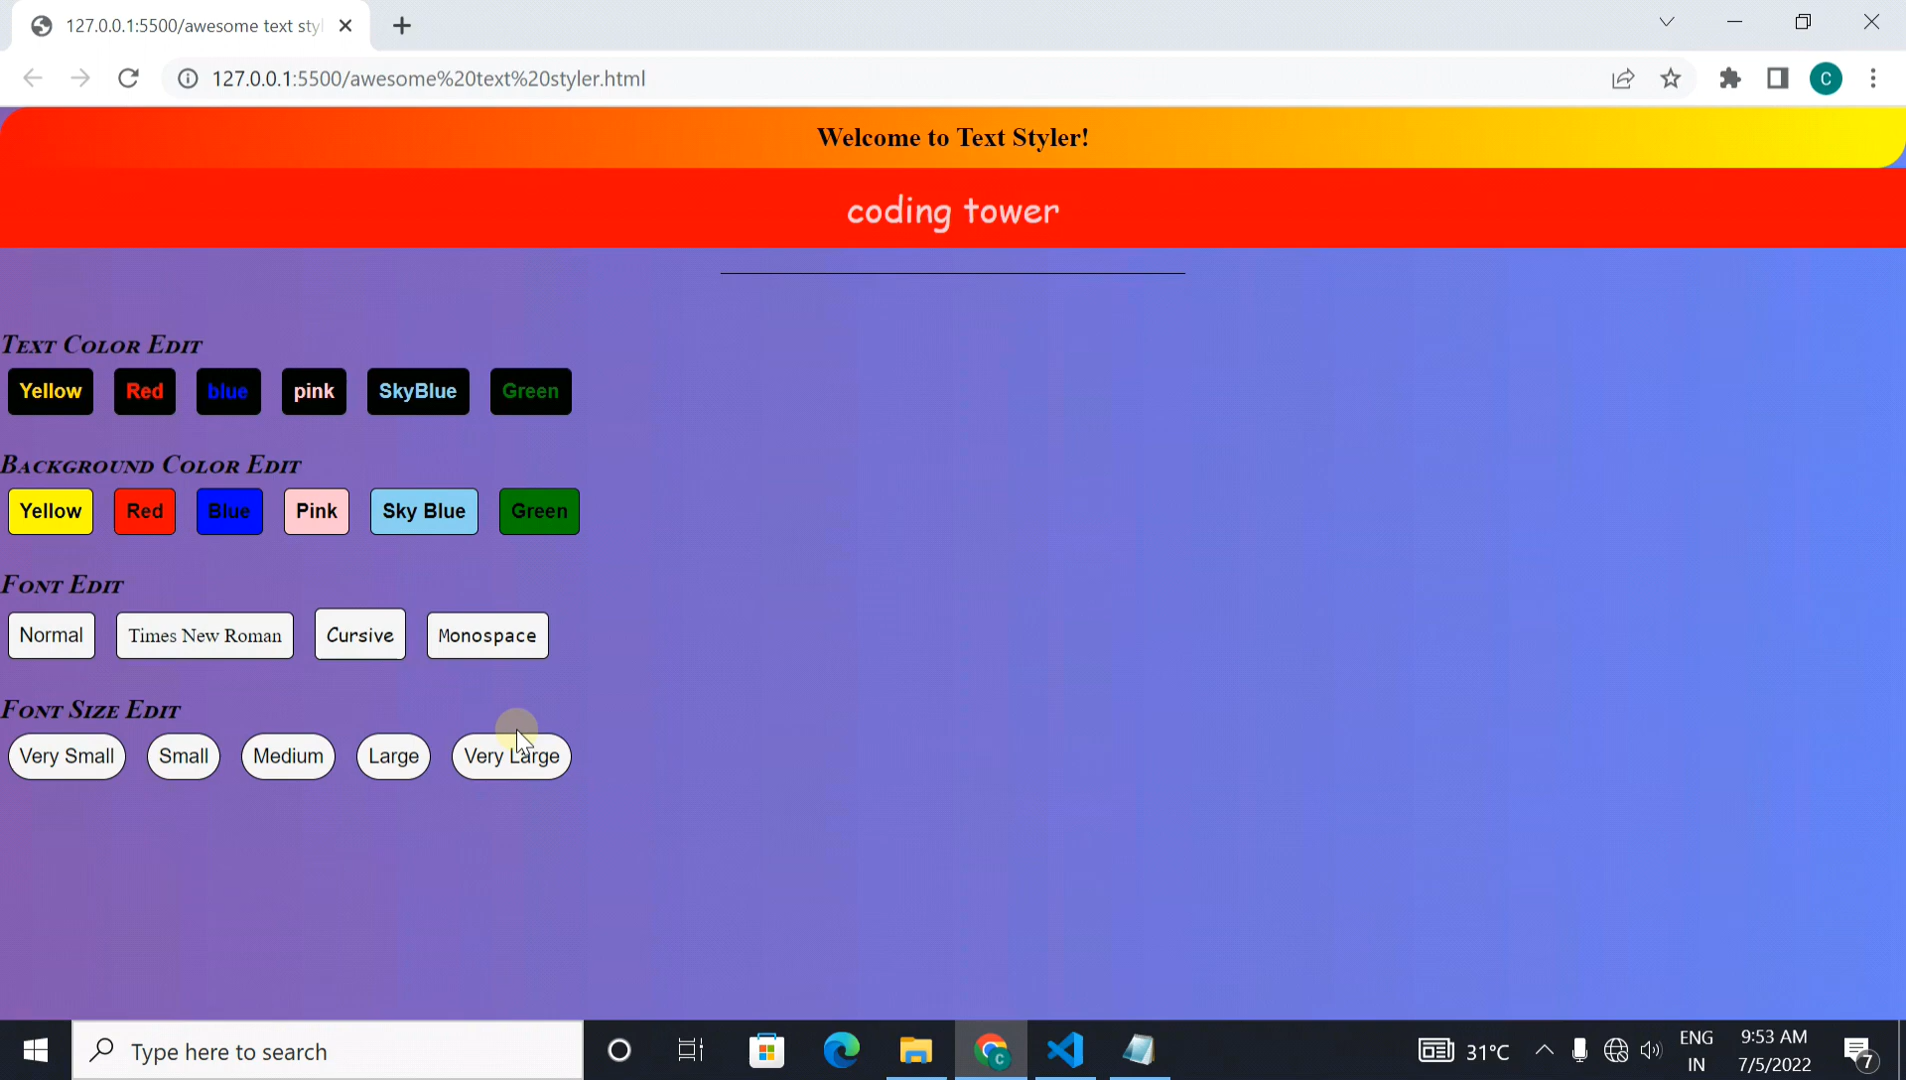 127.0.0.1:5500/awesome text styl
127.0.0.1:5500/awesome%20text%20styler.html
C
Welcome to Text Styler!
coding tower
Text Color Edit
Yellow Red blue pink SkyBlue Green
Background Color Edit
Yellow Red Blue Pink Sky Blue Green
Font Edit
Normal Times New Roman Cursive Monospace
Font Size Edit
Very Small Small Medium Large Very Large
Type here to search
C
31°C
ENG
IN
9:53 AM
7/5/2022
7